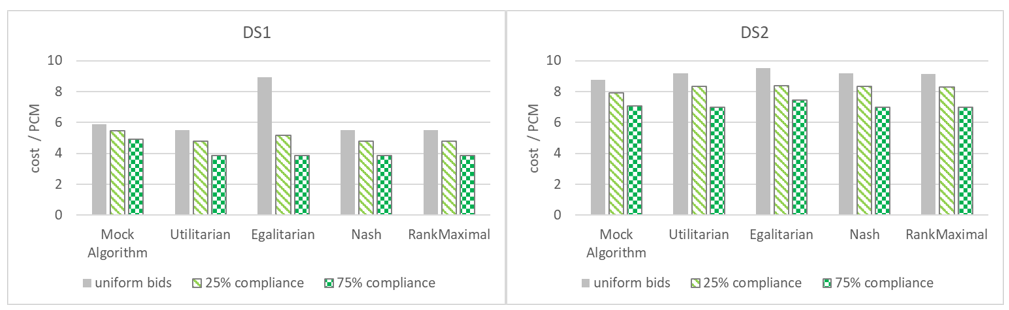 DS1
10
8
6
4
2
0
cost / PCM
Mock Algorithm
Utilitarian
Egalitarian
Nash
RankMaximal
uniform bids
25% compliance
75% compliance
DS2
10
8
6
4
2
0
cost / PCM
Mock Algorithm
Utilitarian
Egalitarian
Nash
RankMaximal
uniform bids
25% compliance
75% compliance